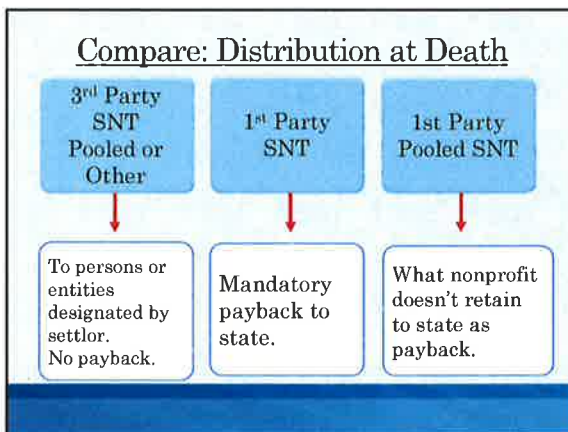 Compare: Distribution at Death
3rd Party
SNT
Pooled or
Other
1st Party
SNT
1st Party
Pooled SNT
To persons or
entities
designated by
settlor.
No payback.
Mandatory
payback to
state.
What nonprofit
doesn't retain
to state as
payback.